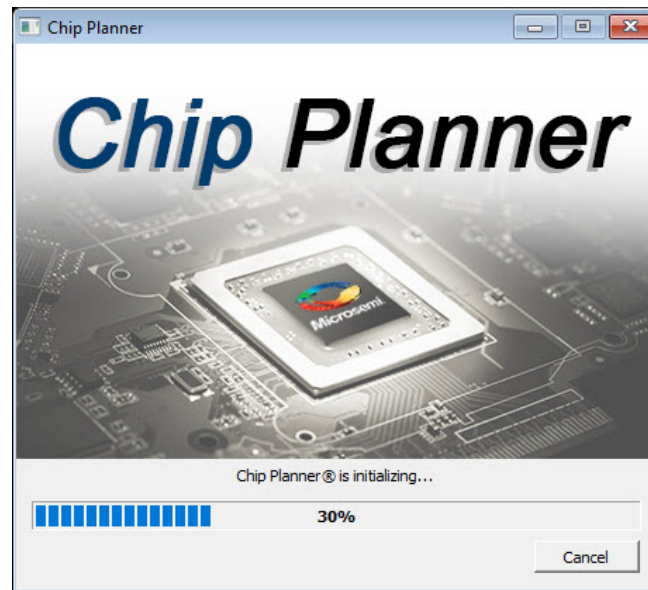 Chip Planner
Chip Planner
Microsemi
Chip Planner® is initializing...
30%
Cancel